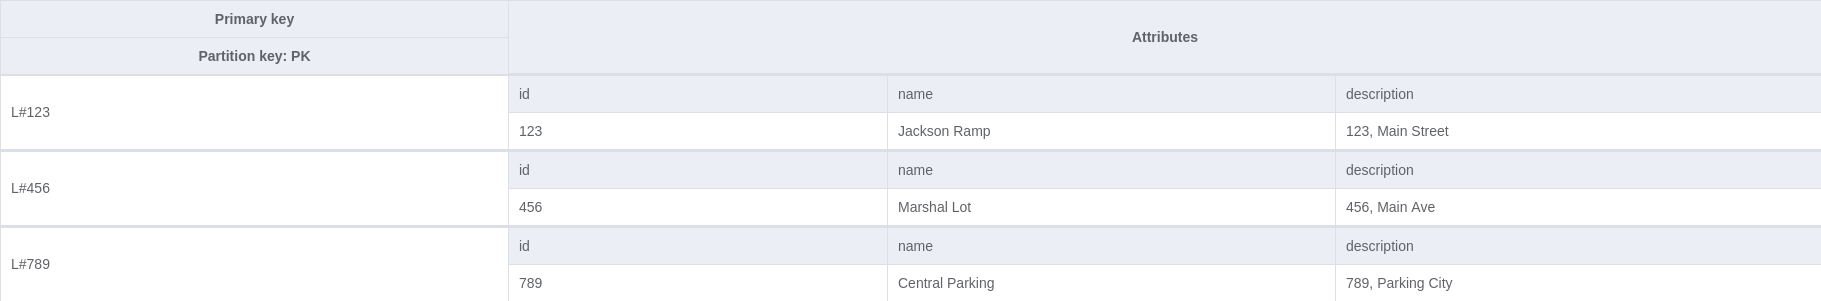 Primary key
Attributes
Partition key: PK
L#123
id name description
123 Jackson Ramp 123, Main Street
L#456
id name description
456 Marshal Lot 456, Main Ave
L#789
id name description
789 Central Parking 789, Parking City